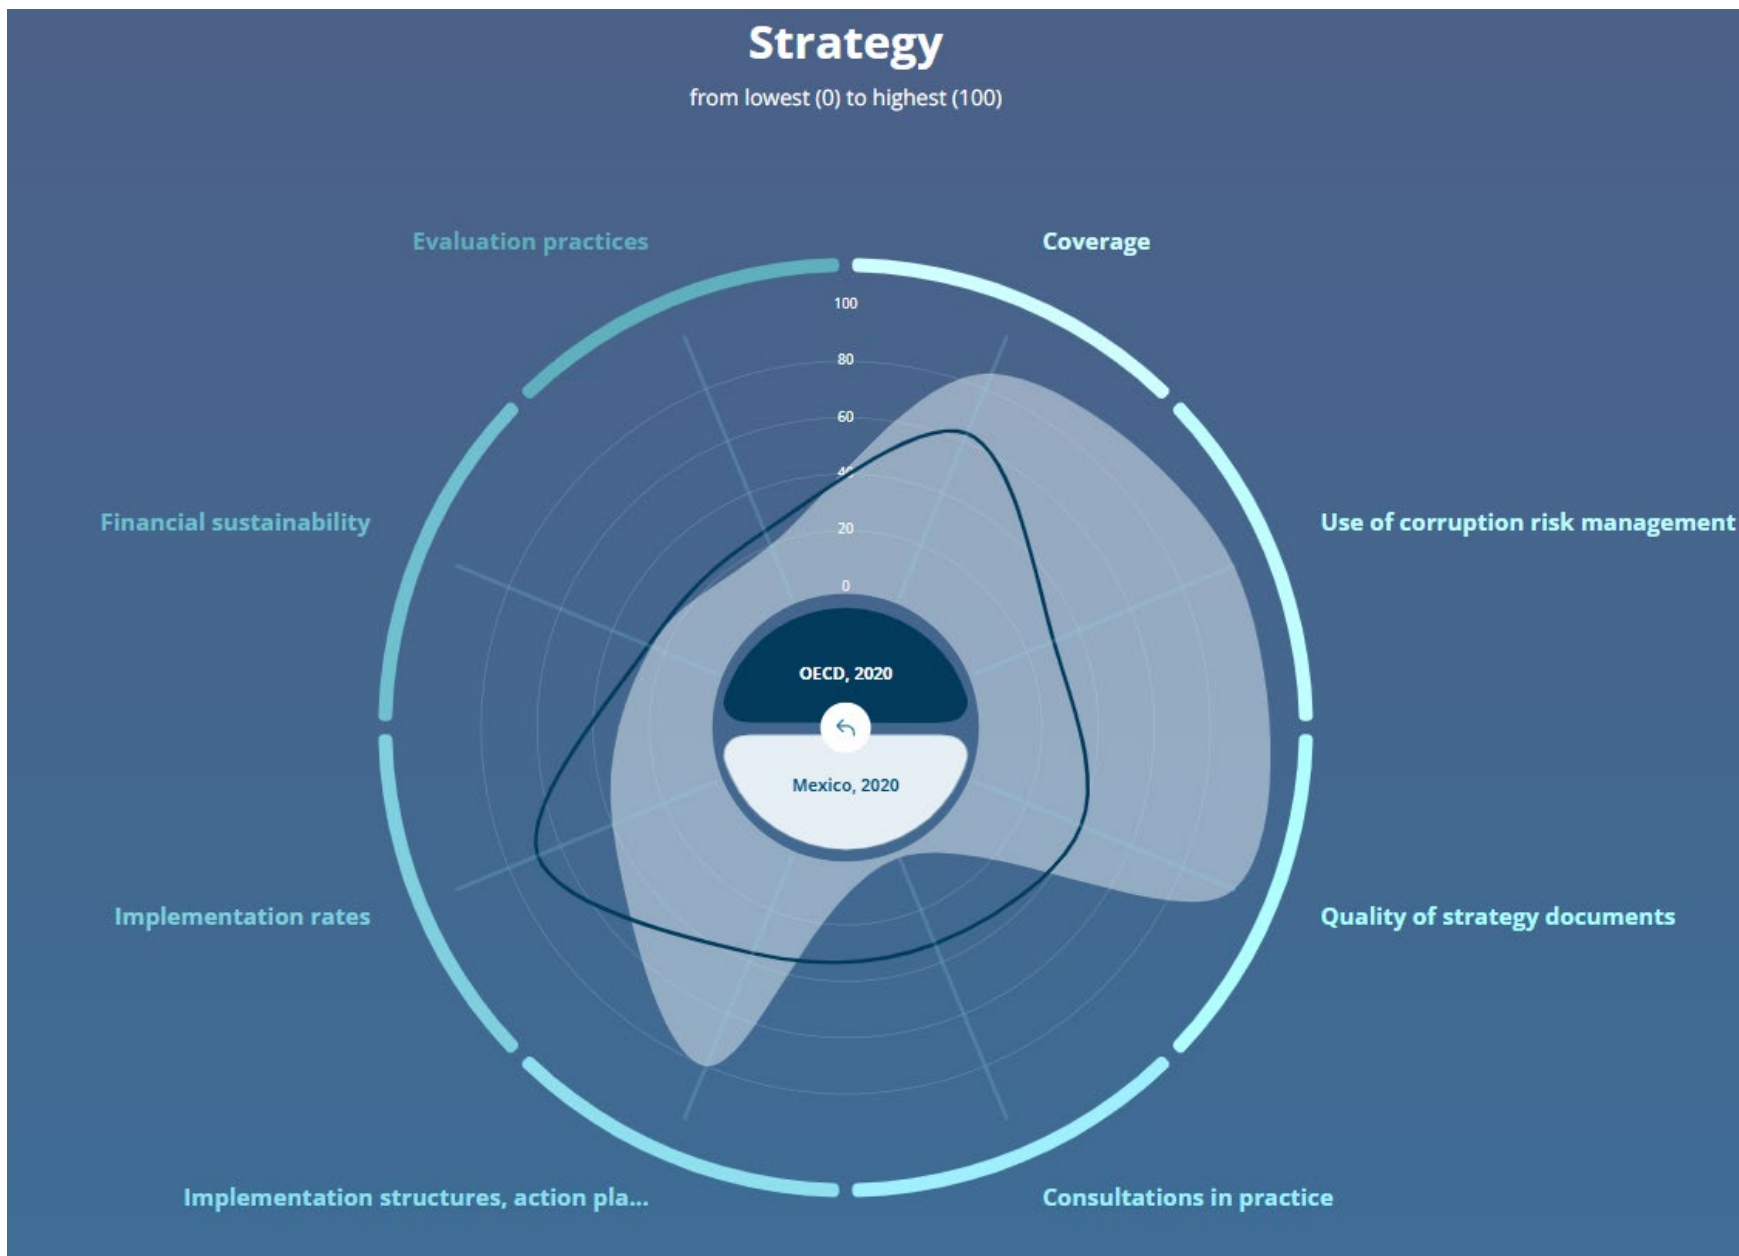 Strategy
from lowest (0) to highest (100)
Evaluation practices
Coverage
100
80
60
40
20
0
Financial sustainability
Use of corruption risk management
OECD, 2020
Mexico, 2020
Implementation rates
Quality of strategy documents
Implementation structures, action pla...
Consultations in practice